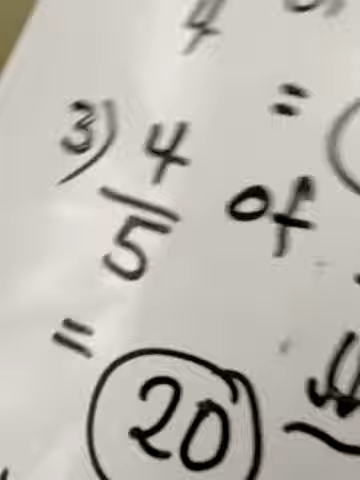 4
=
3) 4/5 of
=
20 –